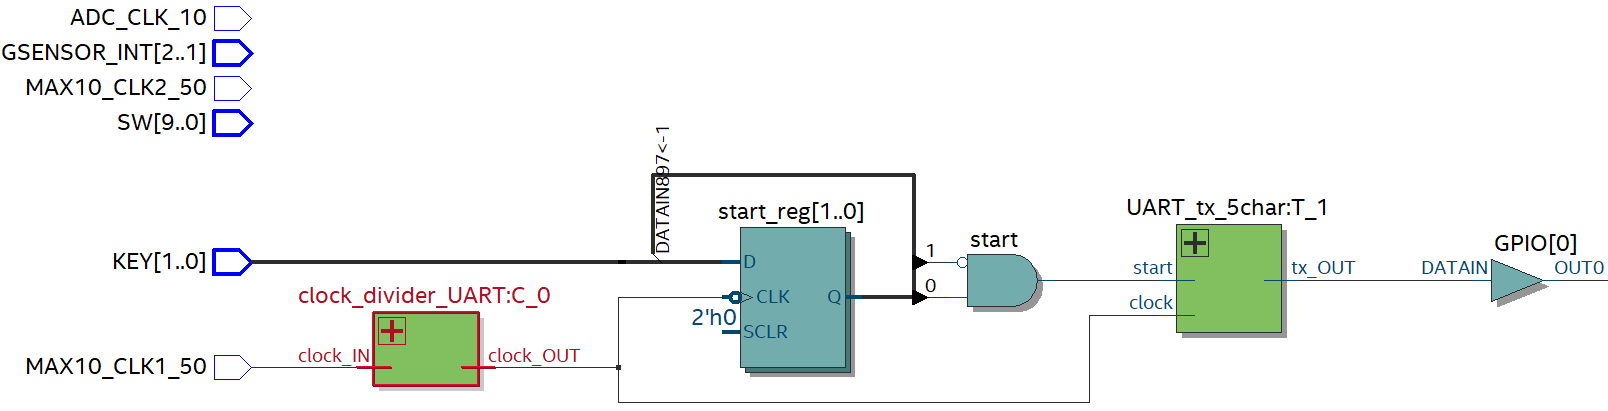 ADC_CLK_10
GSENSOR_INT[2..1]
MAX10_CLK2_50
SW[9..0]
DATAIN897<-1
start_reg[1..0]
UART_tx_5char:T_1
start
GPIO[0]
KEY[1..0]
D
1
start
tx_OUT
DATAIN
OUT0
clock_divider_UART:C_0
CLK
Q
0
clock
2'h0
SCLR
MAX10_CLK1_50
clock_IN
clock_OUT